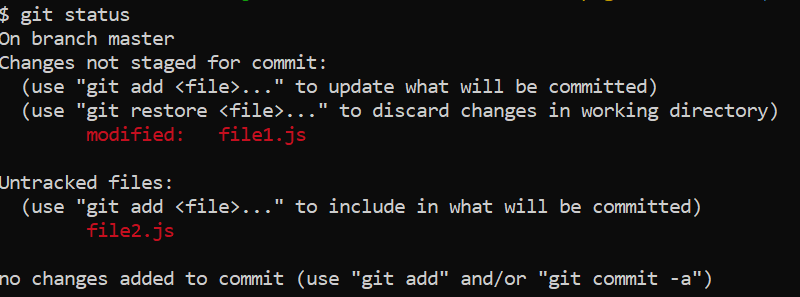 $ git status
On branch master
Changes not staged for commit:
  (use "git add <file>..." to update what will be committed)
  (use "git restore <file>..." to discard changes in working directory)
        modified:   file1.js

Untracked files:
  (use "git add <file>..." to include in what will be committed)
        file2.js

no changes added to commit (use "git add" and/or "git commit -a")